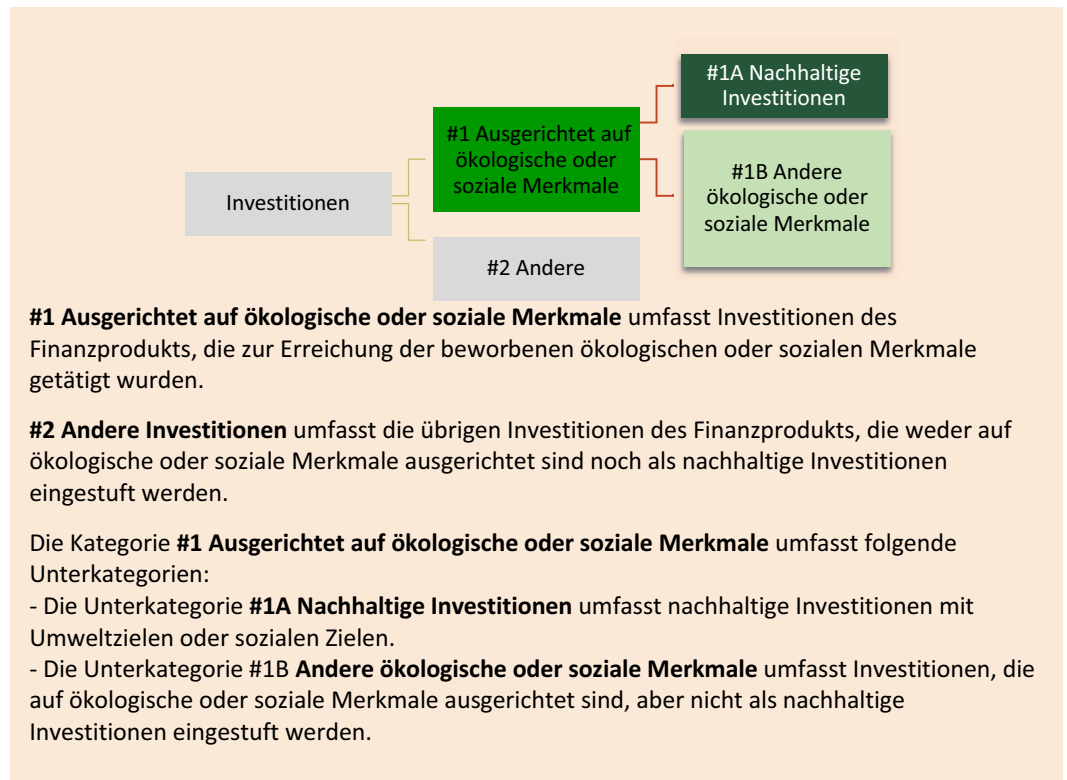 #1A Nachhaltige
Investitionen
#1 Ausgerichtet auf
ökologische oder
soziale Merkmale
#1B Andere
ökologische oder
soziale Merkmale
Investitionen
#2 Andere
#1 Ausgerichtet auf ökologische oder soziale Merkmale umfasst Investitionen des
Finanzprodukts, die zur Erreichung der beworbenen ökologischen oder sozialen Merkmale
getätigt wurden.
#2 Andere Investitionen umfasst die übrigen Investitionen des Finanzprodukts, die weder auf
ökologische oder soziale Merkmale ausgerichtet sind noch als nachhaltige Investitionen
eingestuft werden.
Die Kategorie #1 Ausgerichtet auf ökologische oder soziale Merkmale umfasst folgende
Unterkategorien:
- Die Unterkategorie #1A Nachhaltige Investitionen umfasst nachhaltige Investitionen mit
Umweltzielen oder sozialen Zielen.
- Die Unterkategorie #1B Andere ökologische oder soziale Merkmale umfasst Investitionen, die
auf ökologische oder soziale Merkmale ausgerichtet sind, aber nicht als nachhaltige
Investitionen eingestuft werden.